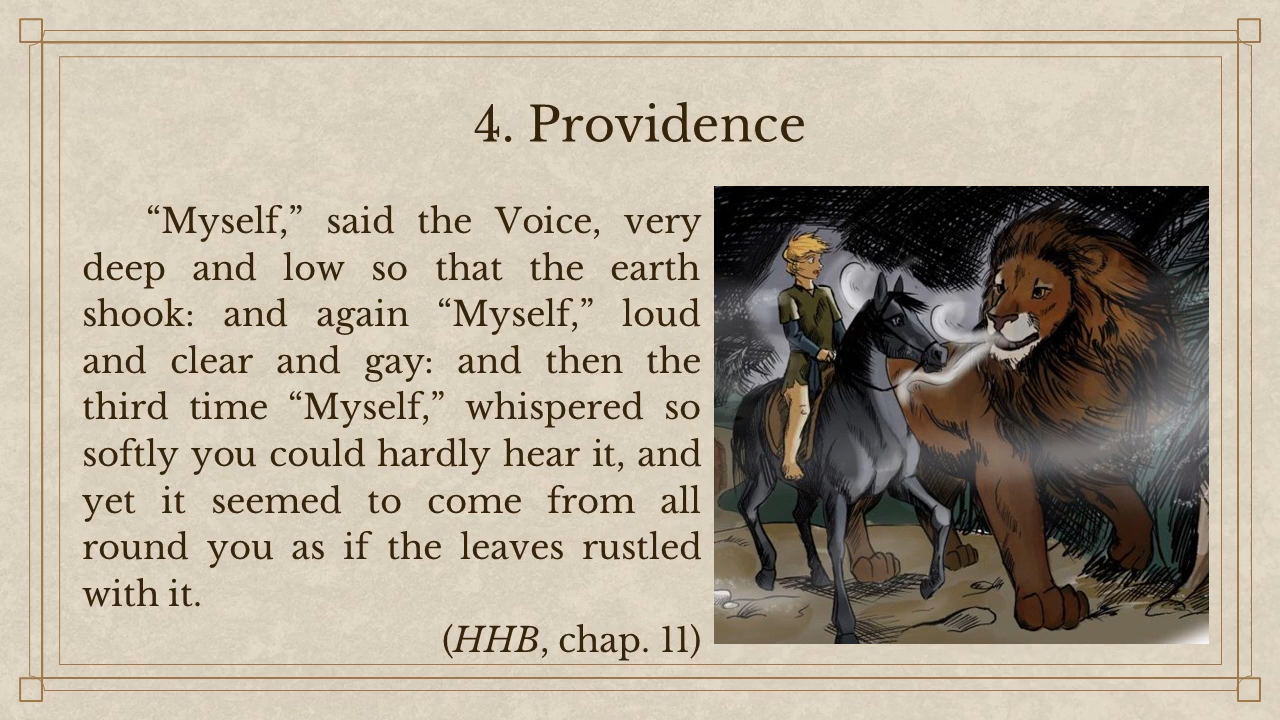 4. Providence
“Myself,” said the Voice, very
deep and low so that the earth
shook: and again “Myself,” loud
and clear and gay: and then the
third time “Myself,” whispered so
softly you could hardly hear it, and
yet it seemed to come from all
round you as if the leaves rustled
with it.
(HHB, chap. 11)